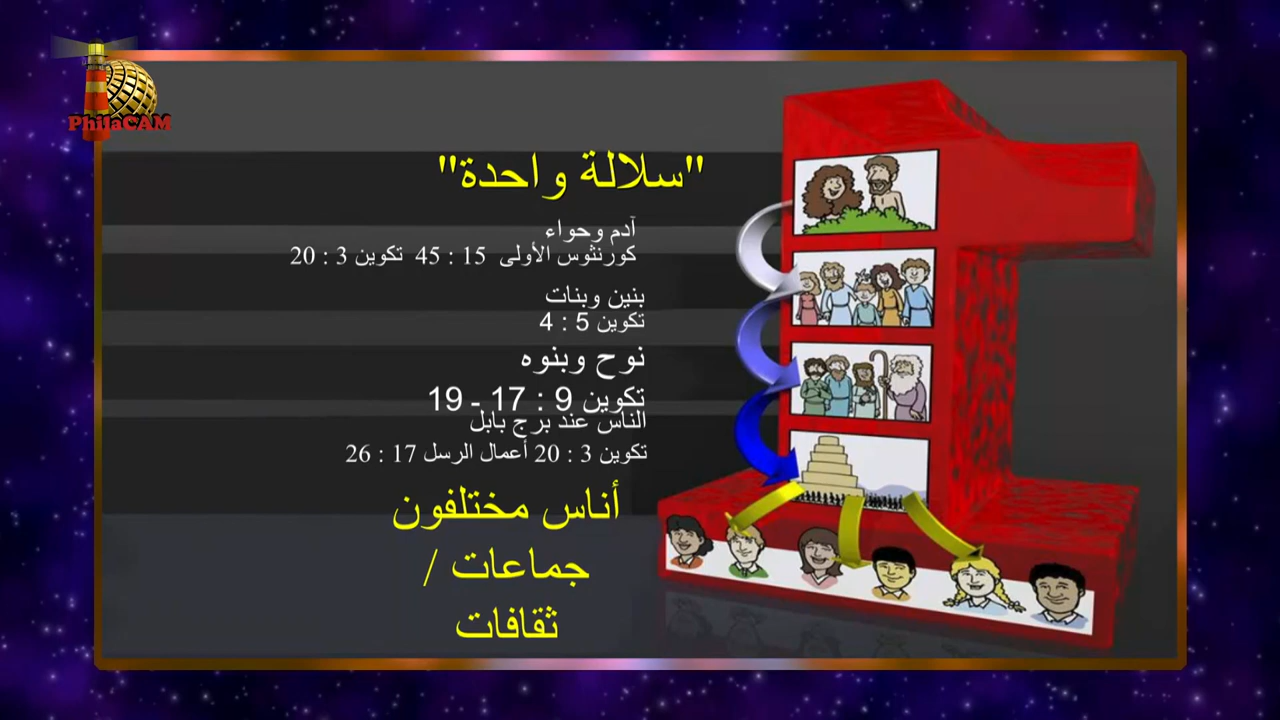 PhilaCAM
"سلالة واحدة"
آدم وحواء
كورنثوس الأولى 15 : 45 تكوين 3 : 20
بنين وبنات
تكوين 5 : 4
نوح وبنوه
تكوين 9 : 17 - 19
الناس عند برج بابل
تكوين 3 : 20 أعمال الرسل 17 : 26
أناس مختلفون
جماعات /
ثقافات